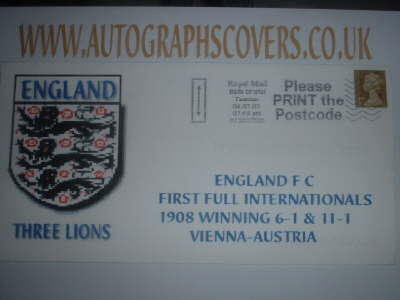 WWW.AUTOGRAPHSCOVERS.CO.UK
ENGLAND
THREE LIONS
Royal Mail
Please
PRINT the
Postcode
ENGLAND F C
FIRST FULL INTERNATIONALS
1908 WINNING 6-1 & 11-1
VIENNA-AUSTRIA